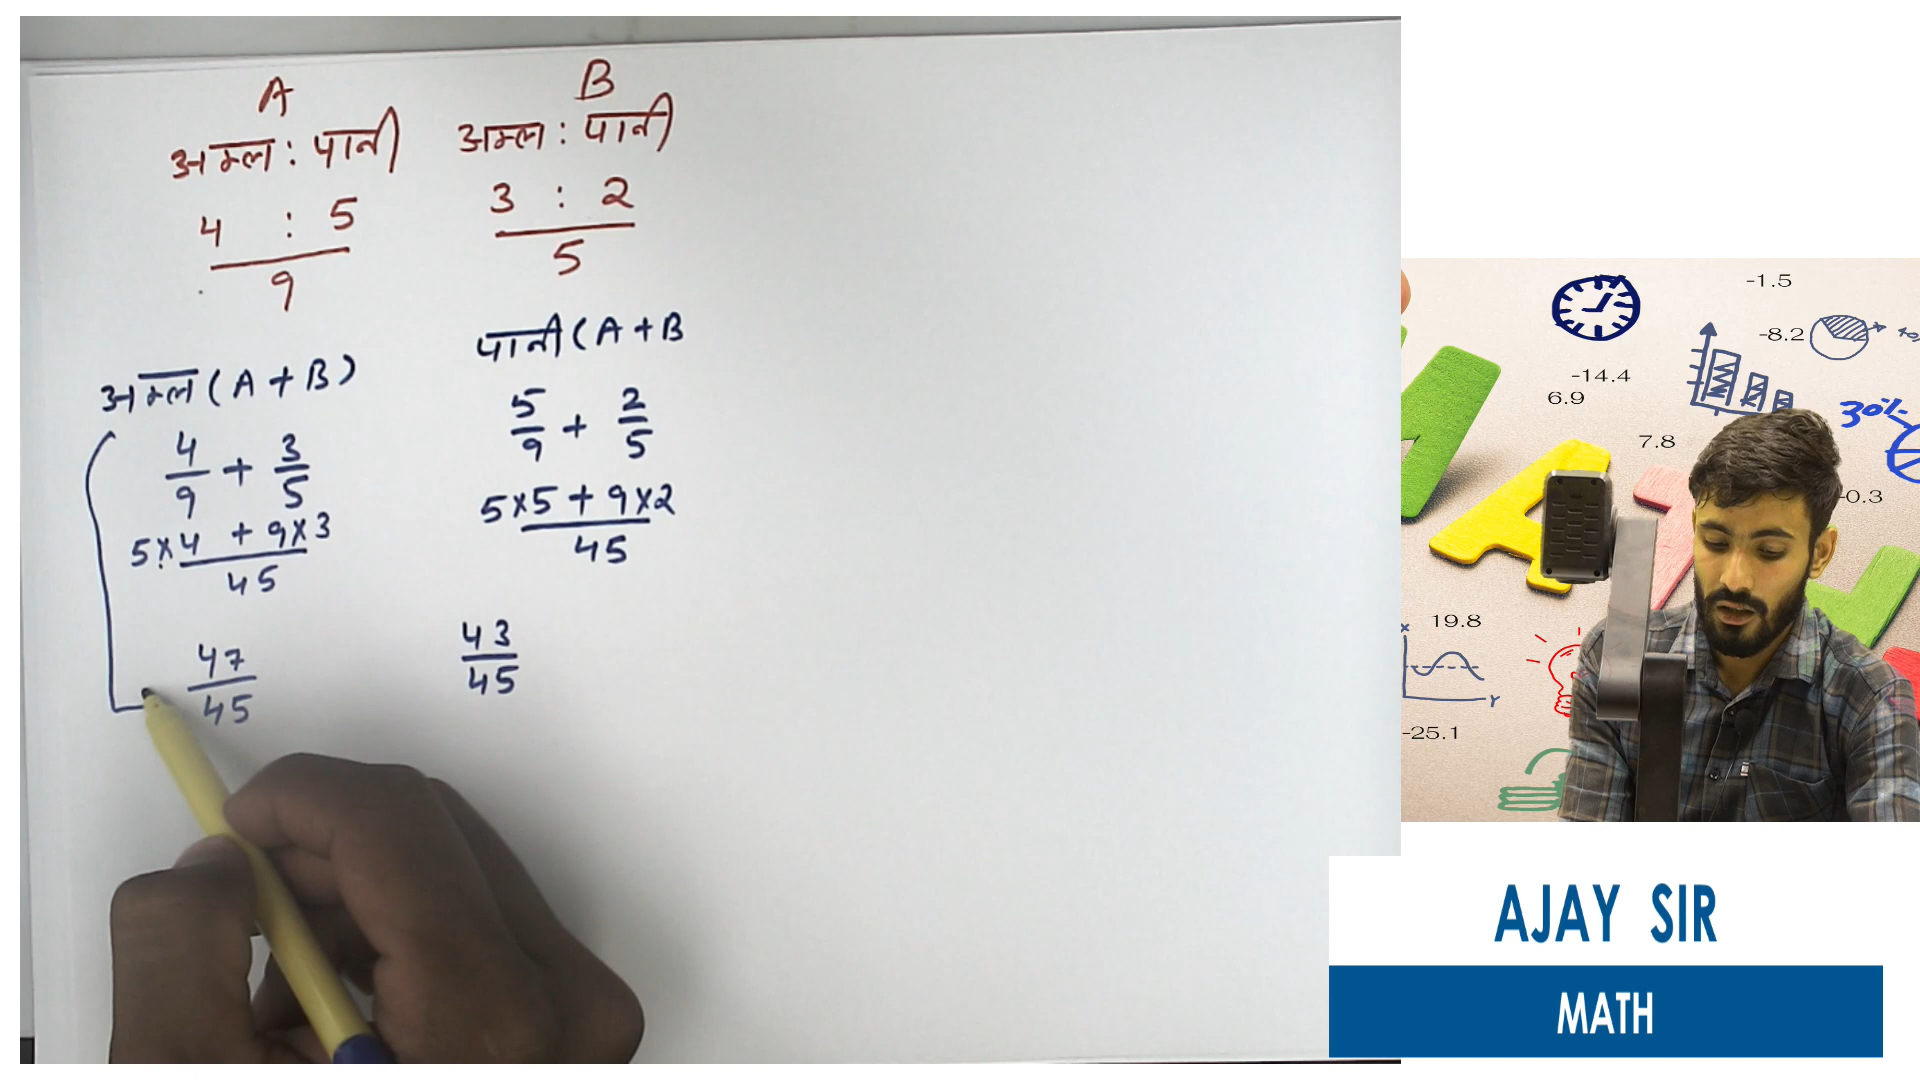 A
अम्ल : पानी
4 : 5
9
B
अम्ल : पानी
3 : 2
5
अम्ल (A + B)
4/9 + 3/5
5×4 + 9×3
45
47
45
पानी (A + B
5/9 + 2/5
5×5 + 9×2
45
43
45
-1.5
-8.2
-14.4
6.9
7.8
30%
-0.3
x
19.8
Y
-25.1
AJAY SIR
MATH